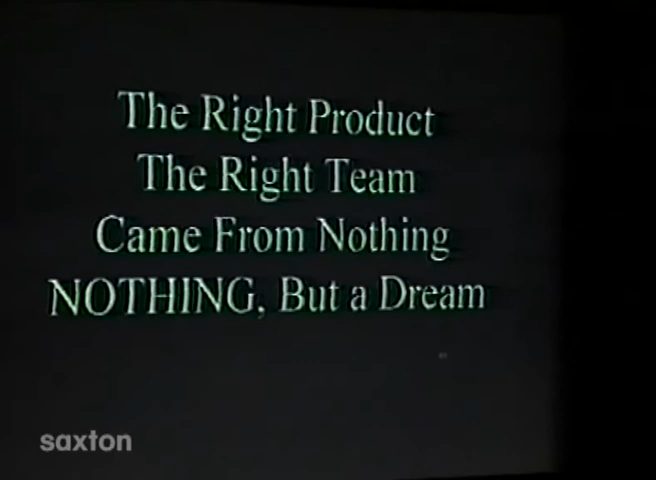 The Right Product
The Right Team
Came From Nothing
NOTHING, But a Dream
saxton